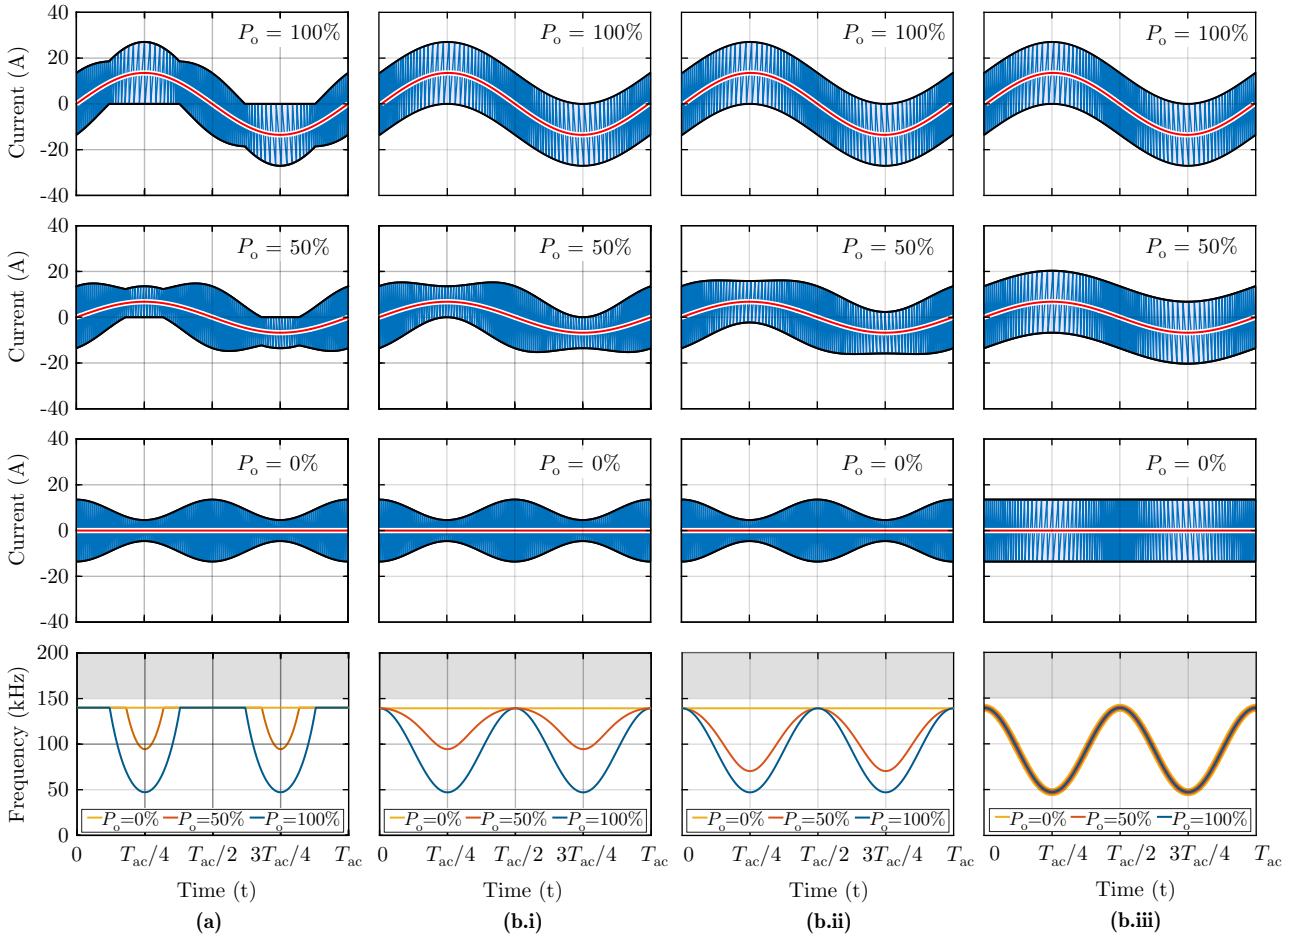 40
20
0
-20
-40
Current (A)
P_o = 100%
P_o = 100%
P_o = 100%
P_o = 100%
40
20
0
-20
-40
Current (A)
P_o = 50%
P_o = 50%
P_o = 50%
P_o = 50%
40
20
0
-20
-40
Current (A)
P_o = 0%
P_o = 0%
P_o = 0%
P_o = 0%
200
150
100
50
0
Frequency (kHz)
P_o=0% P_o=50% P_o=100%
P_o=0% P_o=50% P_o=100%
P_o=0% P_o=50% P_o=100%
P_o=0% P_o=50% P_o=100%
0 T_ac/4 T_ac/2 3T_ac/4 T_ac
0 T_ac/4 T_ac/2 3T_ac/4 T_ac
0 T_ac/4 T_ac/2 3T_ac/4 T_ac
0 T_ac/4 T_ac/2 3T_ac/4 T_ac
Time (t) Time (t) Time (t) Time (t)
(a) (b.i) (b.ii) (b.iii)